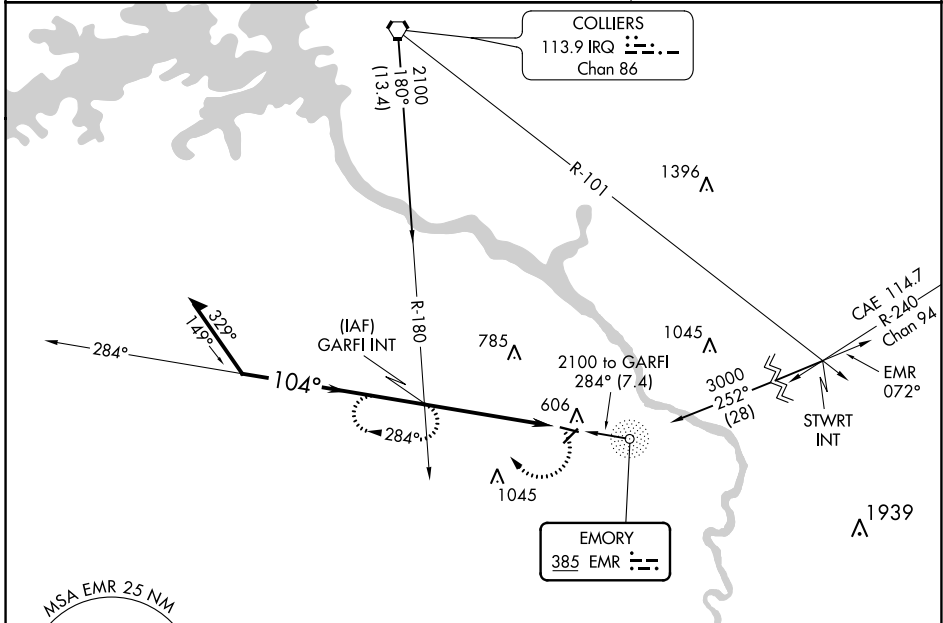 COLLIERS
113.9 IRQ
Chan 86
2100
180°
(13.4)
R-101
1396
CAE 114.7
R-240
Chan 94
R-180
329°
149°
(IAF)
GARFI INT
785
1045
284°
104°
2100 to GARFI
284° (7.4)
3000
252°
(28)
EMR
072°
606
STWRT
INT
284°
1045
1939
EMORY
385 EMR
MSA EMR 25 NM